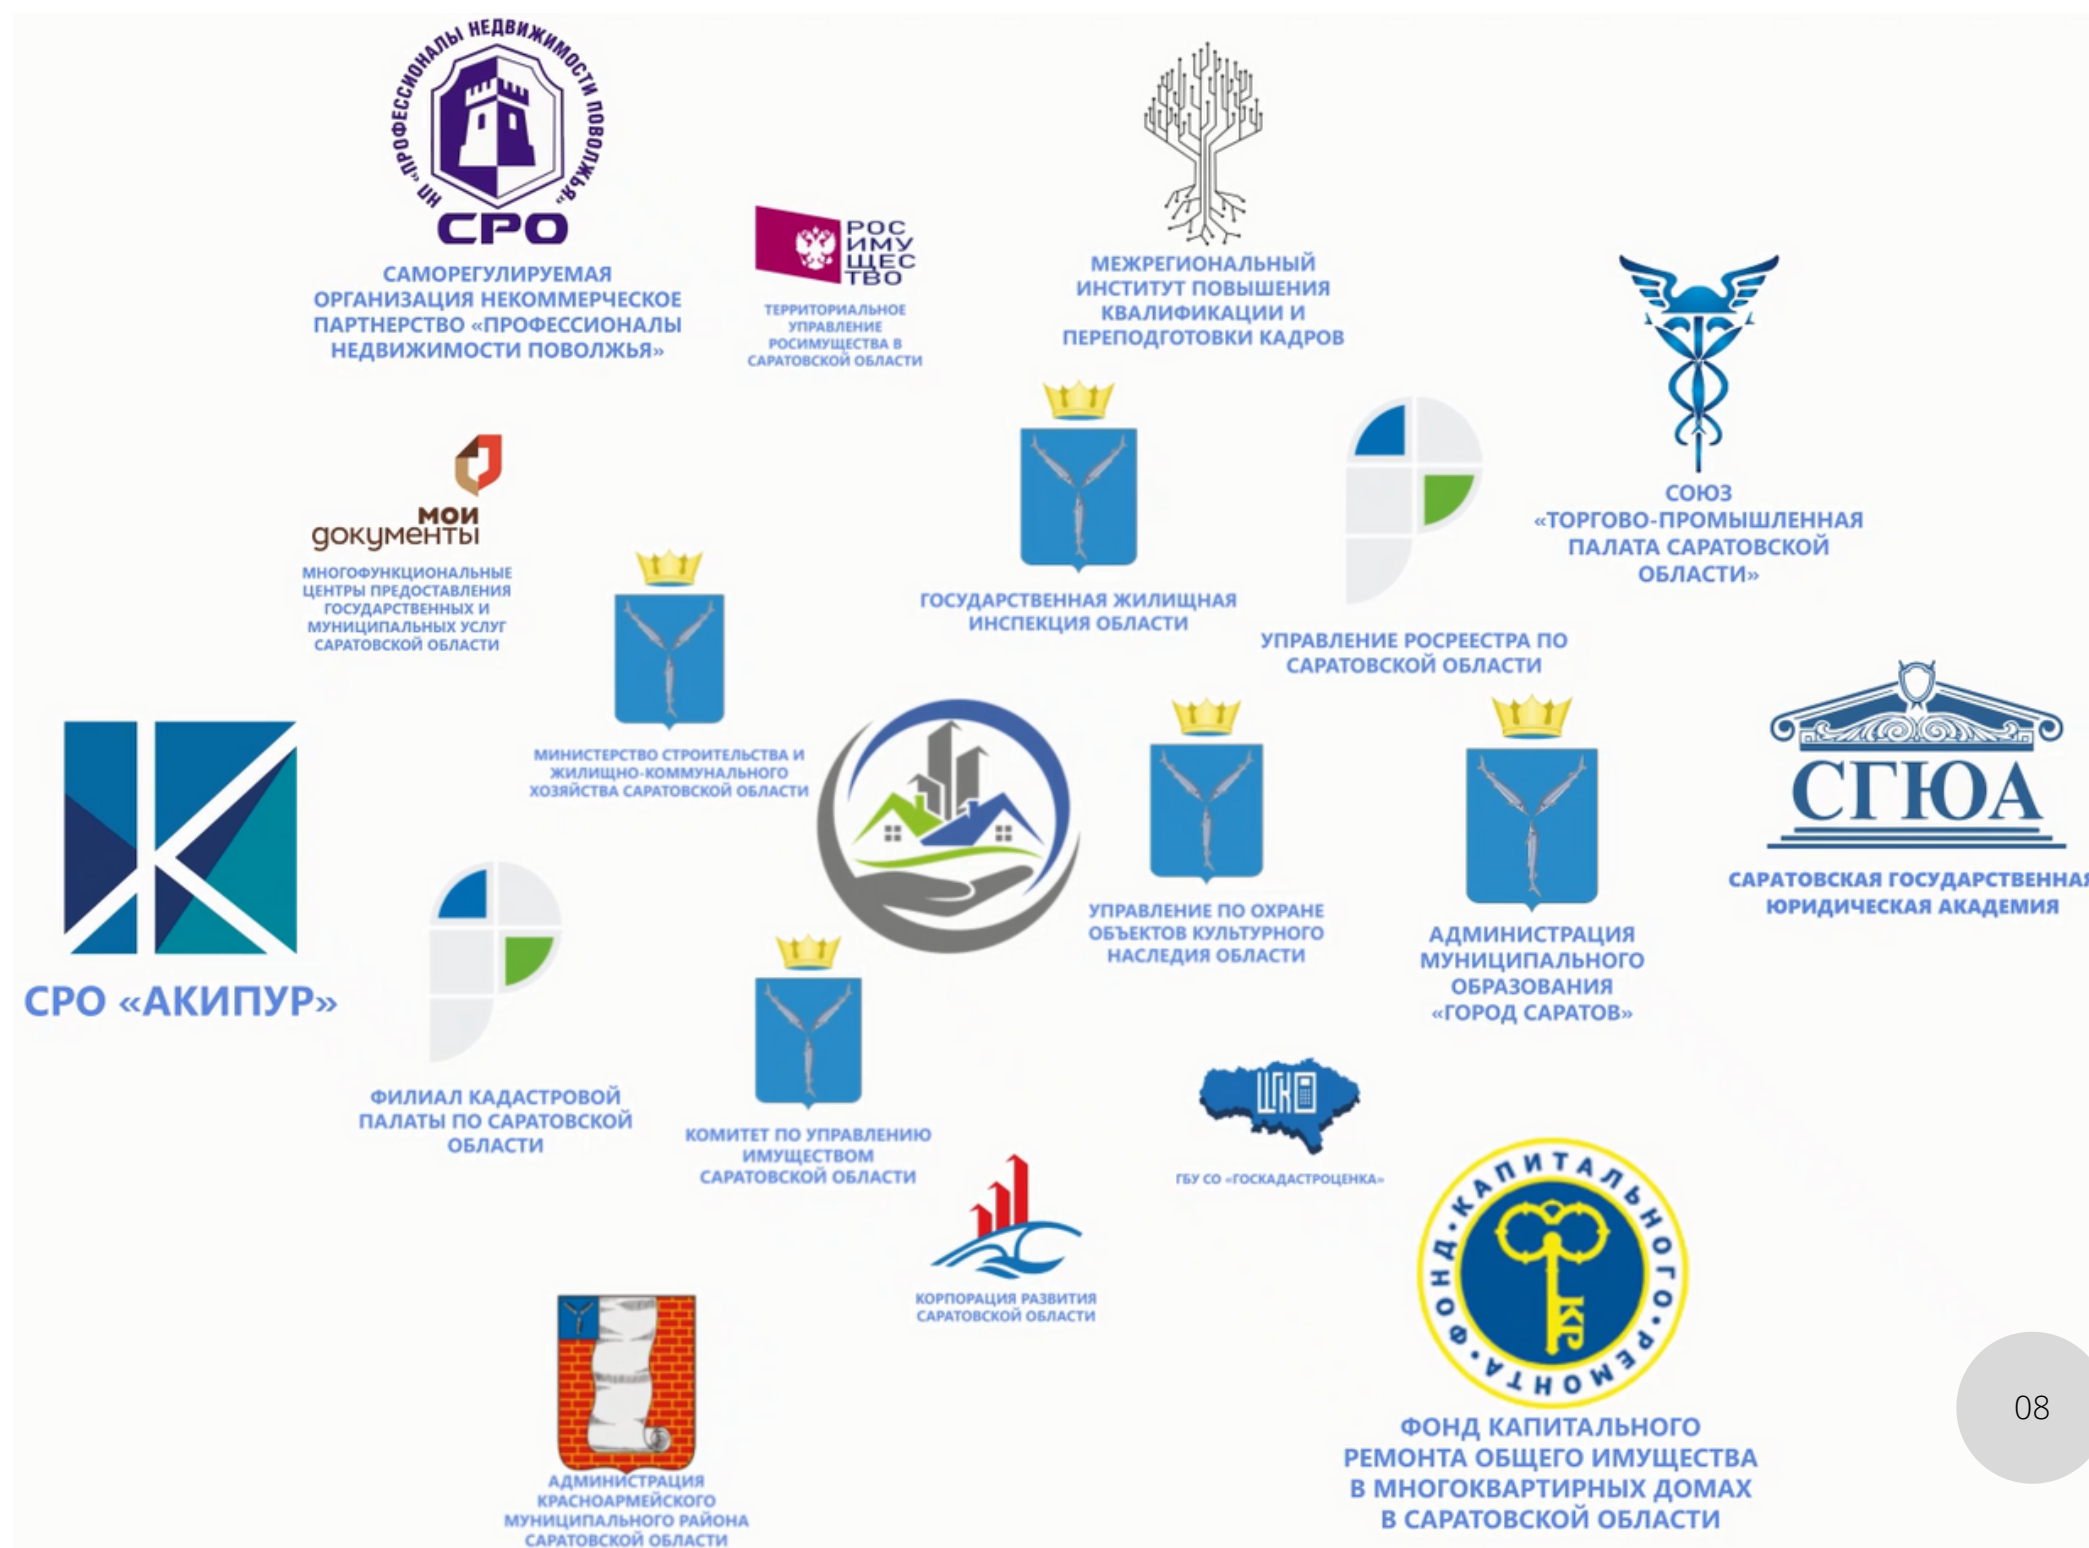 НП «ПРОФЕССИОНАЛЫ НЕДВИЖИМОСТИ ПОВОЛЖЬЯ»
СРО
САМОРЕГУЛИРУЕМАЯ
ОРГАНИЗАЦИЯ НЕКОММЕРЧЕСКОЕ
ПАРТНЕРСТВО «ПРОФЕССИОНАЛЫ
НЕДВИЖИМОСТИ ПОВОЛЖЬЯ»
РОС
ИМУ
ЩЕС
ТВО
ТЕРРИТОРИАЛЬНОЕ
УПРАВЛЕНИЕ
РОСИМУЩЕСТВА В
САРАТОВСКОЙ ОБЛАСТИ
МЕЖРЕГИОНАЛЬНЫЙ
ИНСТИТУТ ПОВЫШЕНИЯ
КВАЛИФИКАЦИИ И
ПЕРЕПОДГОТОВКИ КАДРОВ
СОЮЗ
«ТОРГОВО-ПРОМЫШЛЕННАЯ
ПАЛАТА САРАТОВСКОЙ
ОБЛАСТИ»
мои
документы
МНОГОФУНКЦИОНАЛЬНЫЕ
ЦЕНТРЫ ПРЕДОСТАВЛЕНИЯ
ГОСУДАРСТВЕННЫХ И
МУНИЦИПАЛЬНЫХ УСЛУГ
САРАТОВСКОЙ ОБЛАСТИ
ГОСУДАРСТВЕННАЯ ЖИЛИЩНАЯ
ИНСПЕКЦИЯ ОБЛАСТИ
УПРАВЛЕНИЕ РОСРЕЕСТРА ПО
САРАТОВСКОЙ ОБЛАСТИ
МИНИСТЕРСТВО СТРОИТЕЛЬСТВА И
ЖИЛИЩНО-КОММУНАЛЬНОГО
ХОЗЯЙСТВА САРАТОВСКОЙ ОБЛАСТИ
СГЮА
САРАТОВСКАЯ ГОСУДАРСТВЕННАЯ
ЮРИДИЧЕСКАЯ АКАДЕМИЯ
СРО «АКИПУР»
УПРАВЛЕНИЕ ПО ОХРАНЕ
ОБЪЕКТОВ КУЛЬТУРНОГО
НАСЛЕДИЯ ОБЛАСТИ
АДМИНИСТРАЦИЯ
МУНИЦИПАЛЬНОГО
ОБРАЗОВАНИЯ
«ГОРОД САРАТОВ»
ФИЛИАЛ КАДАСТРОВОЙ
ПАЛАТЫ ПО САРАТОВСКОЙ
ОБЛАСТИ
КОМИТЕТ ПО УПРАВЛЕНИЮ
ИМУЩЕСТВОМ
САРАТОВСКОЙ ОБЛАСТИ
ЦГКО
ГБУ СО «ГОСКАДАСТРОЦЕНКА»
КОРПОРАЦИЯ РАЗВИТИЯ
САРАТОВСКОЙ ОБЛАСТИ
ФОНД•КАПИТАЛЬНОГО•РЕМОНТА•
КР
ФОНД КАПИТАЛЬНОГО
РЕМОНТА ОБЩЕГО ИМУЩЕСТВА
В МНОГОКВАРТИРНЫХ ДОМАХ
В САРАТОВСКОЙ ОБЛАСТИ
АДМИНИСТРАЦИЯ
КРАСНОАРМЕЙСКОГО
МУНИЦИПАЛЬНОГО РАЙОНА
САРАТОВСКОЙ ОБЛАСТИ
08